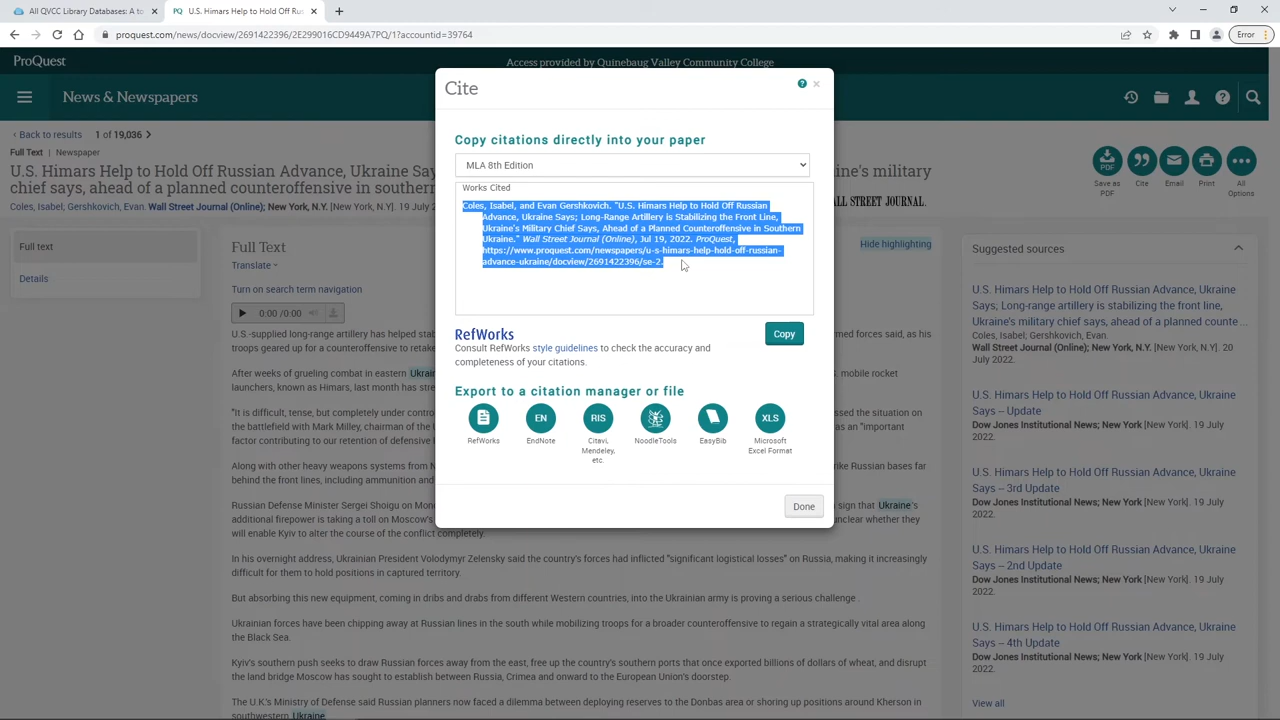 All QVCC Library Databases: A to
U.S. Himars Help to Hold Off Rus
proquest.com/news/docview/2691422396/2E299016CD9449A7PQ/1?accountid=39764
Error
ProQuest
Access provided by Quinebaug Valley Community College
News & Newspapers
Back to results 1 of 19,036
Full Text | Newspaper
U.S. Himars Help to Hold Off Russian Advance, Ukraine Say
's military
chief says, ahead of a planned counteroffensive in southern
Coles, Isabel; Gershkovich, Evan. Wall Street Journal (Online); New York, N.Y. [New York, N.Y.
ALL STREET JOURNAL.
Save as
PDF
Cite
Email
Print
All
Options
Full text
Details
Full Text
Translate
Hide highlighting
Turn on search term navigation
0:00 /0:00
U.S.-supplied long-range artillery has helped stab
rmed forces said, as his
troops geared up for a counteroffensive to retake
After weeks of grueling combat in eastern Ukrai
. mobile rocket
launchers, known as Himars, last month has stre
"It is difficult, tense, but completely under contro
ssed the situation on
the battlefield with Mark Milley, chairman of the U
as an "important
factor contributing to our retention of defensive l
Along with other heavy weapons systems from N
rike Russian bases far
behind the front lines, including ammunition and
Russian Defense Minister Sergei Shoigu on Mond
sign that Ukraine's
additional firepower is taking a toll on Moscow's
unclear whether they
will enable Kyiv to alter the course of the conflict completely.
In his overnight address, Ukrainian President Volodymyr Zelensky said the country's forces had inflicted "significant logistical losses" on Russia, making it increasingly
difficult for them to hold positions in captured territory.
But absorbing this new equipment, coming in dribs and drabs from different Western countries, into the Ukrainian army is proving a serious challenge .
Ukrainian forces have been chipping away at Russian lines in the south while mobilizing troops for a broader counteroffensive to regain a strategically vital area along
the Black Sea.
Kyiv's southern push seeks to draw Russian forces away from the east, free up the country's southern ports that once exported billions of dollars of wheat, and disrupt
the land bridge Moscow has sought to establish between Russia, Crimea and onward to the European Union's doorstep.
The U.K.'s Ministry of Defense said Russian planners now faced a dilemma between deploying reserves to the Donbas area or shoring up defenses around Kherson in
southwestern Ukraine.
Cite
Copy citations directly into your paper
MLA 8th Edition
Works Cited
Coles, Isabel, and Evan Gershkovich. "U.S. Himars Help to Hold Off Russian
Advance, Ukraine Says; Long-Range Artillery is Stabilizing the Front Line,
Ukraine's Military Chief Says, Ahead of a Planned Counteroffensive in Southern
Ukraine." Wall Street Journal (Online), Jul 19, 2022. ProQuest,
https://www.proquest.com/newspapers/u-s-himars-help-hold-off-russian-
advance-ukraine/docview/2691422396/se-2.
RefWorks
Copy
Consult RefWorks style guidelines to check the accuracy and
completeness of your citations.
Export to a citation manager or file
EN
RIS
XLS
RefWorks
EndNote
Citavi,
Mendeley,
etc.
NoodleTools
EasyBib
Microsoft
Excel Format
Done
Suggested sources
U.S. Himars Help to Hold Off Russian Advance, Ukraine
Says; Long-range artillery is stabilizing the front line,
Ukraine's military chief says, ahead of a planned counte...
Coles, Isabel; Gershkovich, Evan.
Wall Street Journal (Online); New York, N.Y. [New York, N.Y.]. 20
July 2022.
U.S. Himars Help to Hold Off Russian Advance, Ukraine
Says -- Update
Dow Jones Institutional News; New York [New York]. 19 July
2022.
U.S. Himars Help to Hold Off Russian Advance, Ukraine
Says -- 3rd Update
Dow Jones Institutional News; New York [New York]. 19 July
2022.
U.S. Himars Help to Hold Off Russian Advance, Ukraine
Says -- 2nd Update
Dow Jones Institutional News; New York [New York]. 19 July
2022.
U.S. Himars Help to Hold Off Russian Advance, Ukraine
Says -- 4th Update
Dow Jones Institutional News; New York [New York]. 19 July
2022.
View all